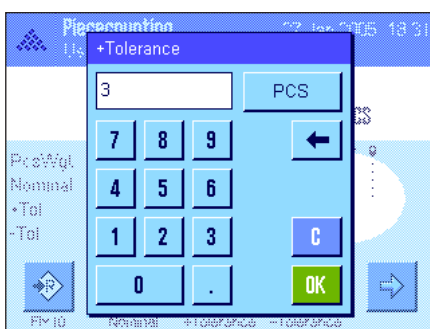 Piececounting 27. Jan 2005 18:31
+Tolerance
3 PCS
7 8 9
PcsWgt
Nominal
4 5 6
+Tol
-Tol
1 2 3 C
0 . OK
Nominal +Tolerance -Tolerance